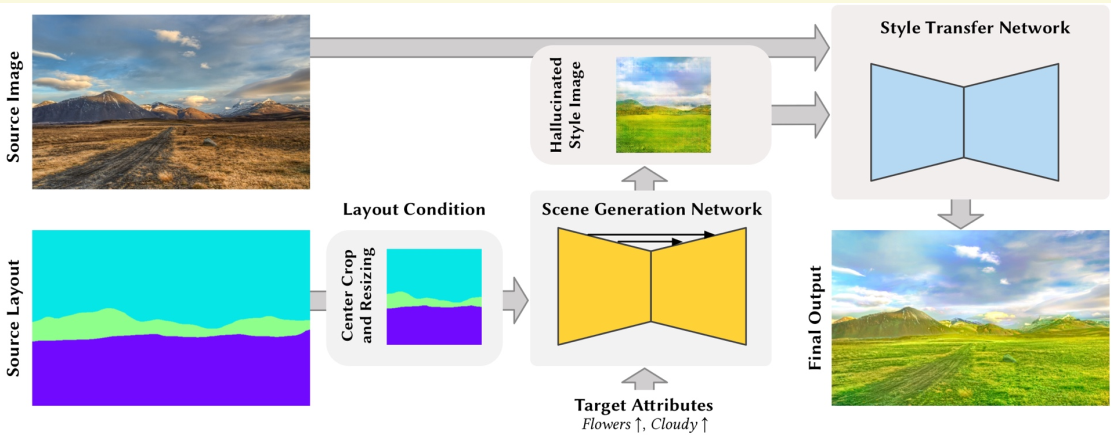 Source Image
Hallucinated
Style Image
Style Transfer Network
Source Layout
Layout Condition
Center Crop
and Resizing
Scene Generation Network
Target Attributes
Flowers ↑, Cloudy ↑
Final Output